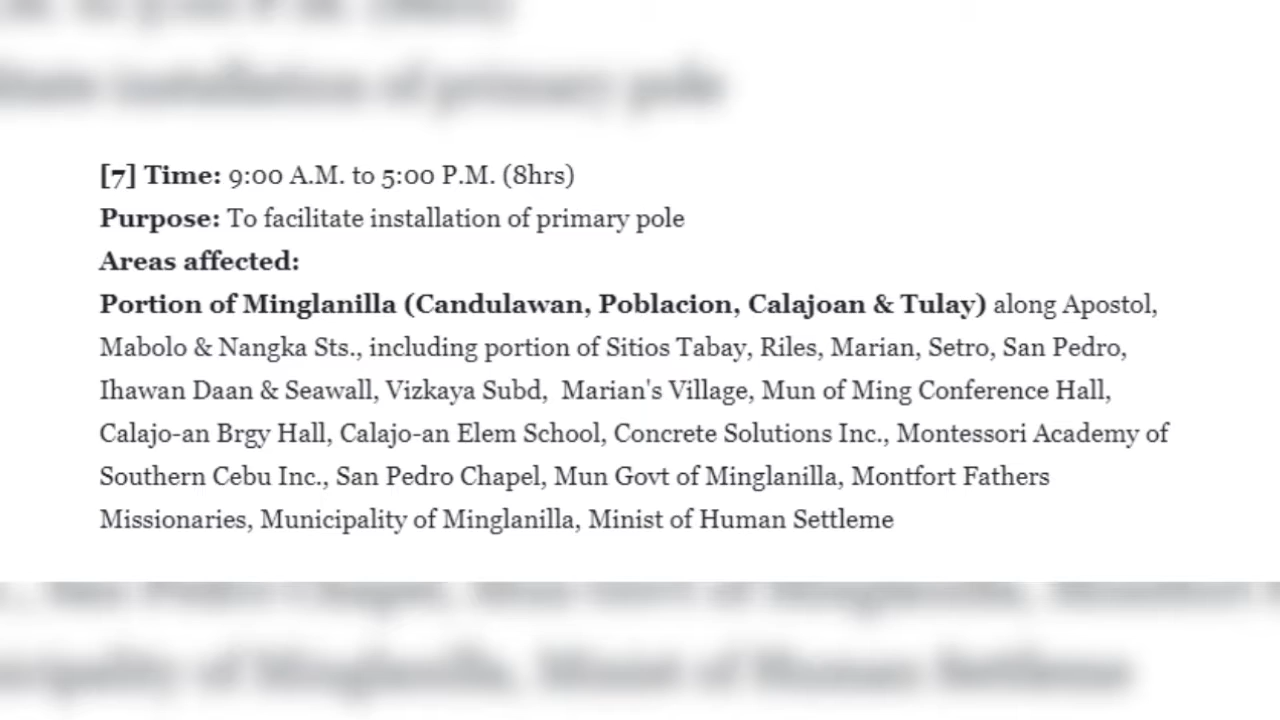 [7] Time: 9:00 A.M. to 5:00 P.M. (8hrs)
Purpose: To facilitate installation of primary pole
Areas affected:
Portion of Minglanilla (Candulawan, Poblacion, Calajoan & Tulay) along Apostol,
Mabolo & Nangka Sts., including portion of Sitios Tabay, Riles, Marian, Setro, San Pedro,
Ihawan Daan & Seawall, Vizkaya Subd,  Marian's Village, Mun of Ming Conference Hall,
Calajo-an Brgy Hall, Calajo-an Elem School, Concrete Solutions Inc., Montessori Academy of
Southern Cebu Inc., San Pedro Chapel, Mun Govt of Minglanilla, Montfort Fathers
Missionaries, Municipality of Minglanilla, Minist of Human Settleme